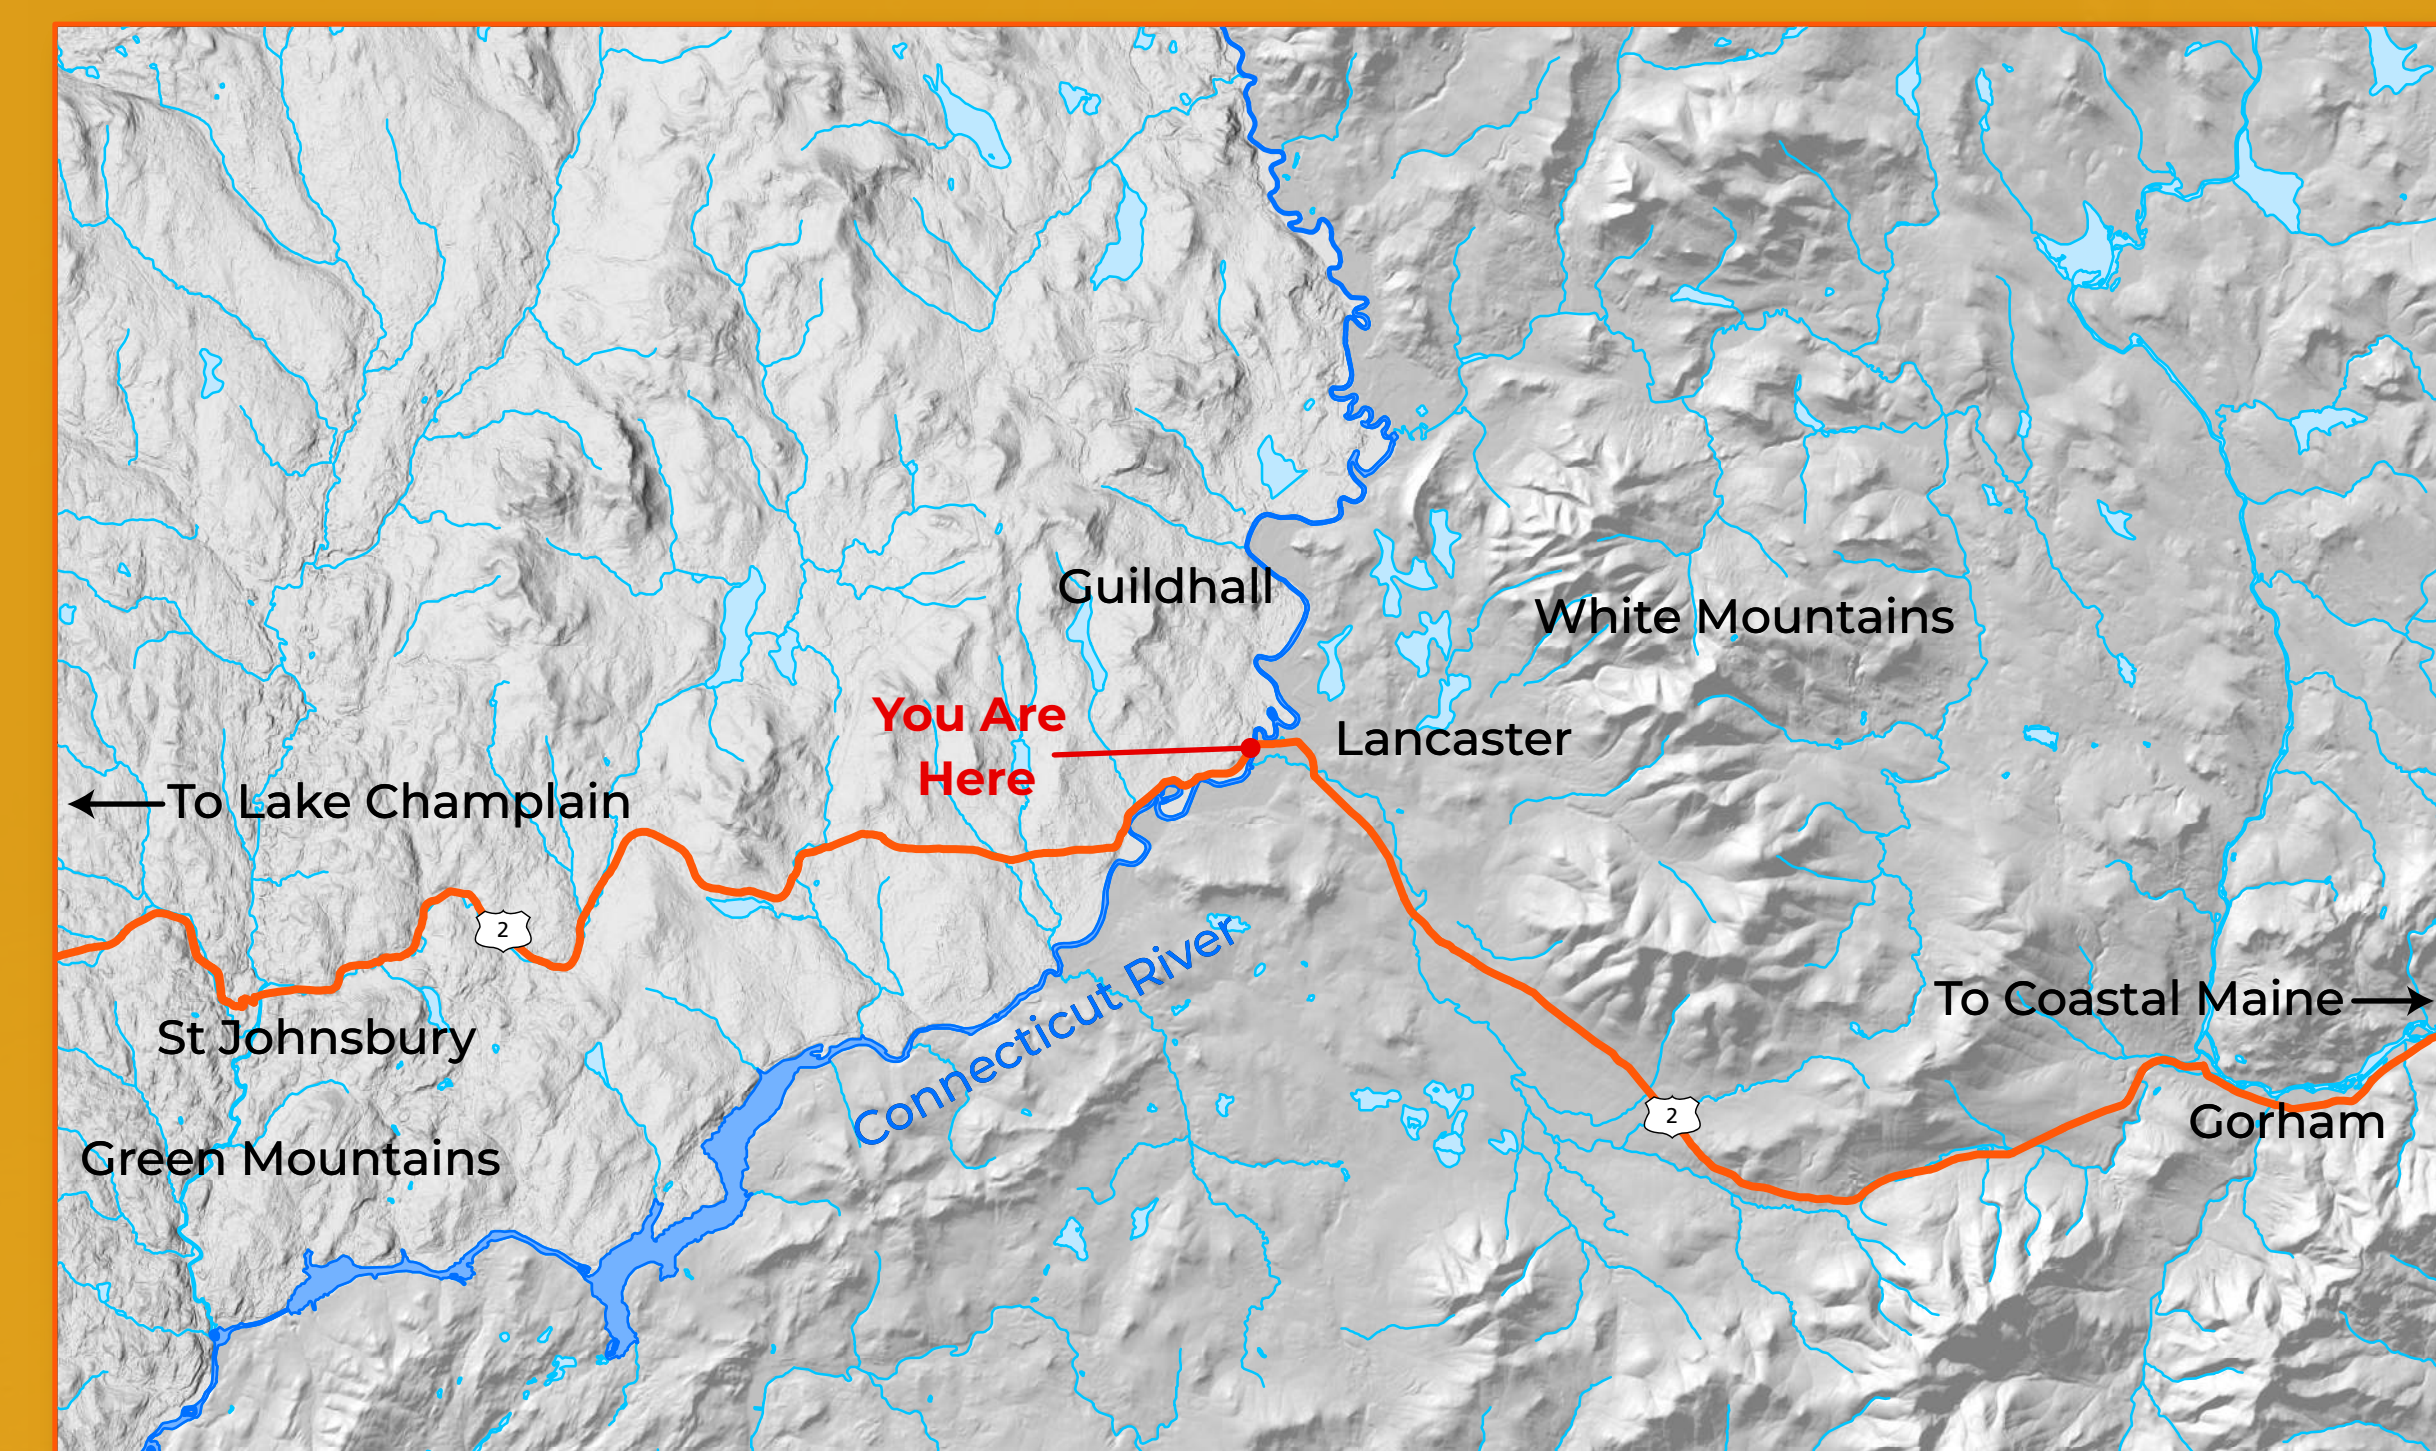 Guildhall
White Mountains
You Are
Here
Lancaster
To Lake Champlain
2
Connecticut River
To Coastal Maine
St Johnsbury
2
Gorham
Green Mountains